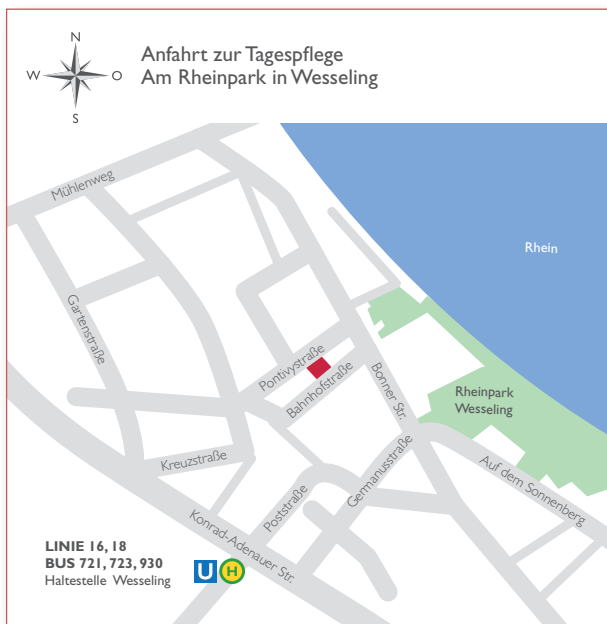 N
W
O
S
Anfahrt zur Tagespflege
Am Rheinpark in Wesseling
Mühlenweg
Rhein
Gartenstraße
Pontivystraße
Bahnhofstraße
Bonner Str.
Rheinpark
Wesseling
Kreuzstraße
Germanusstraße
Auf dem Sonnenberg
Poststraße
Konrad-Adenauer Str.
LINIE 16, 18
BUS 721, 723, 930
Haltestelle Wesseling
U
H